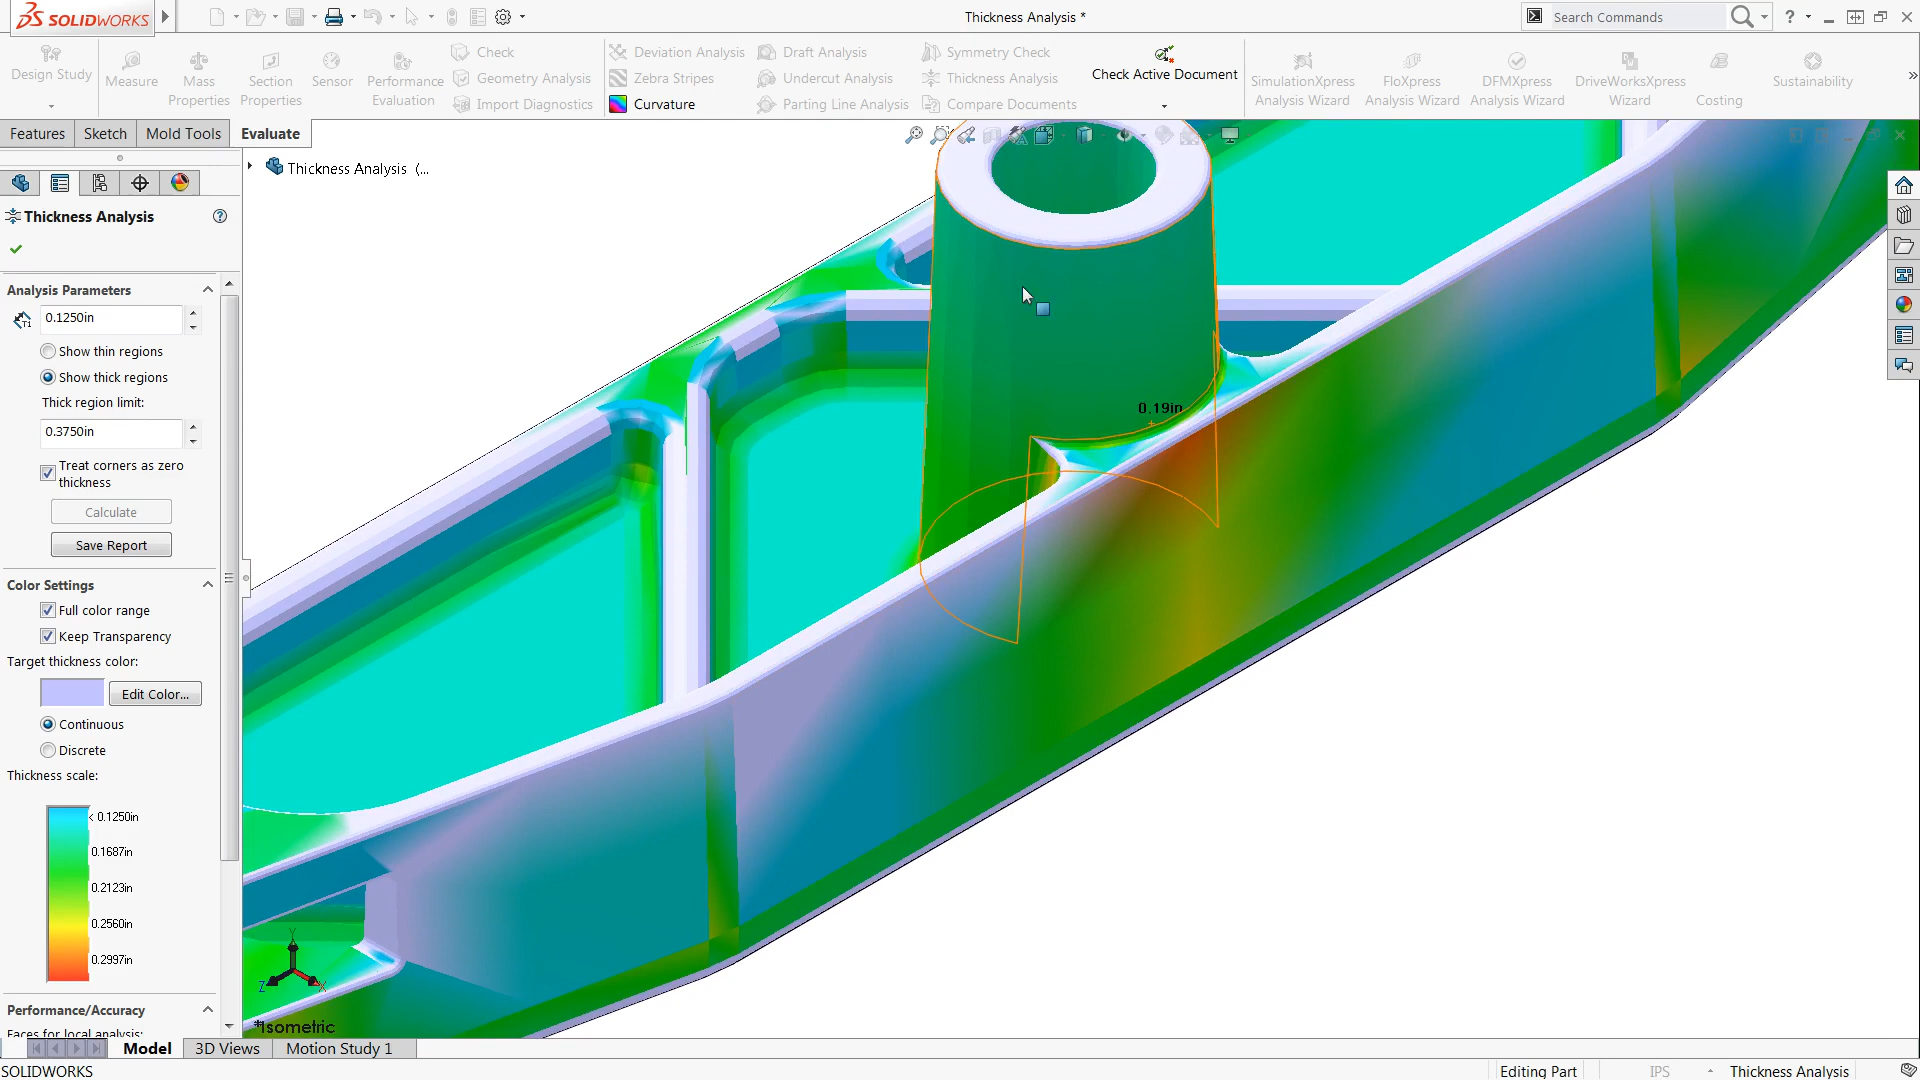 SOLIDWORKS
Thickness Analysis *
Search Commands
?
Design Study
Measure
Mass
Properties
Section
Properties
Sensor
Performance
Evaluation
Check
Geometry Analysis
Import Diagnostics
Deviation Analysis
Zebra Stripes
Curvature
Draft Analysis
Undercut Analysis
Parting Line Analysis
Symmetry Check
Thickness Analysis
Compare Documents
Check Active Document
SimulationXpress
Analysis Wizard
FloXpress
Analysis Wizard
DFMXpress
Analysis Wizard
DriveWorksXpress
Wizard
Costing
Sustainability
»
Features
Sketch
Mold Tools
Evaluate
Thickness Analysis (...
Thickness Analysis
?
Analysis Parameters
T1
0.1250in
Show thin regions
Show thick regions
Thick region limit:
0.3750in
Treat corners as zero
thickness
Calculate
Save Report
Color Settings
Full color range
Keep Transparency
Target thickness color:
Edit Color...
Continuous
Discrete
Thickness scale:
< 0.1250in
0.1687in
0.2123in
0.2560in
0.2997in
Performance/Accuracy
Faces for local analysis:
0.19in
Y
Z
X
*Isometric
Model
3D Views
Motion Study 1
SOLIDWORKS
Editing Part
IPS
Thickness Analysis